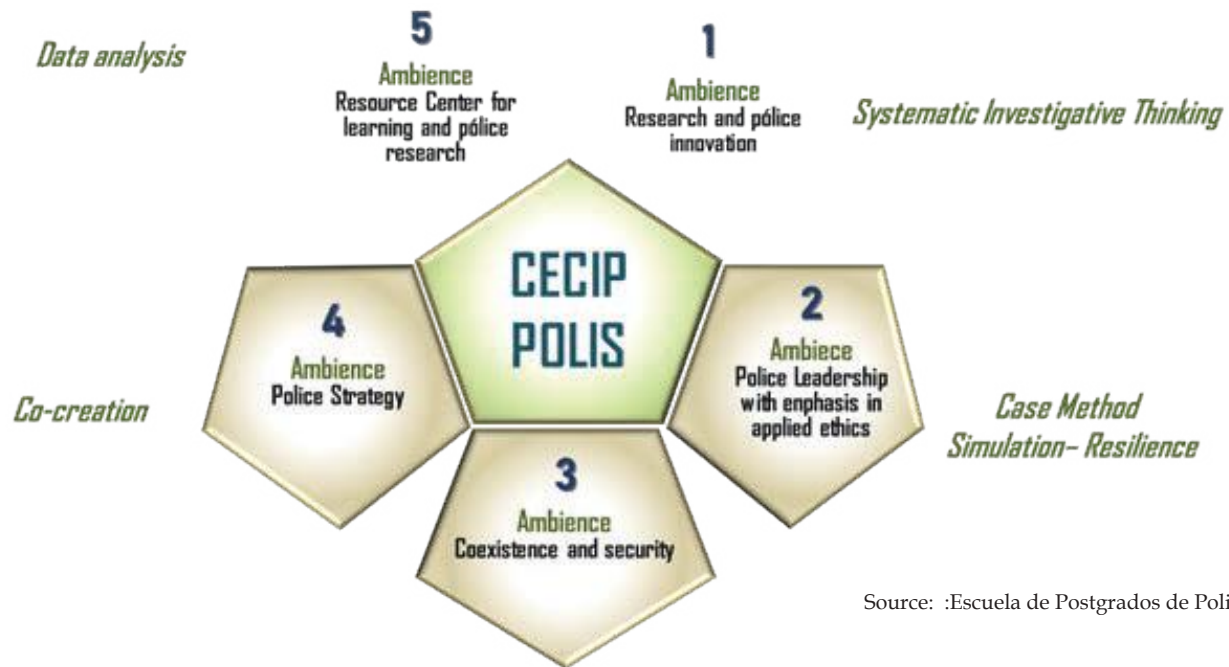 Data analysis
5
Ambience
Resource Center for
learning and pólice
research
1
Ambience
Research and pólice
innovation
Systematic Investigative Thinking
CECIP
POLIS
4
Ambience
Police Strategy
Co-creation
2
Ambiece
Police Leadership
with enphasis in
applied ethics
Case Method
Simulation– Resilience
3
Ambience
Coexistence and security
Source: :Escuela de Postgrados de Poli